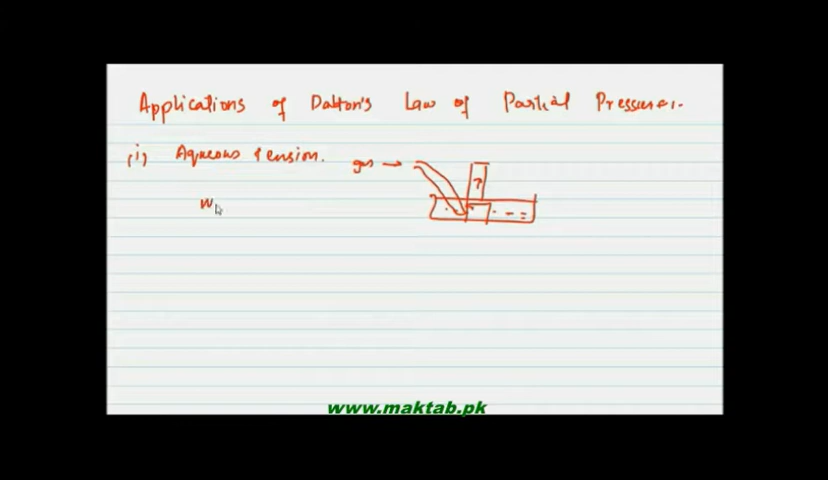 Applications of Dalton's Law of Partial Pressures.
(i) Aqueous tension. gas →
w
www.maktab.pk